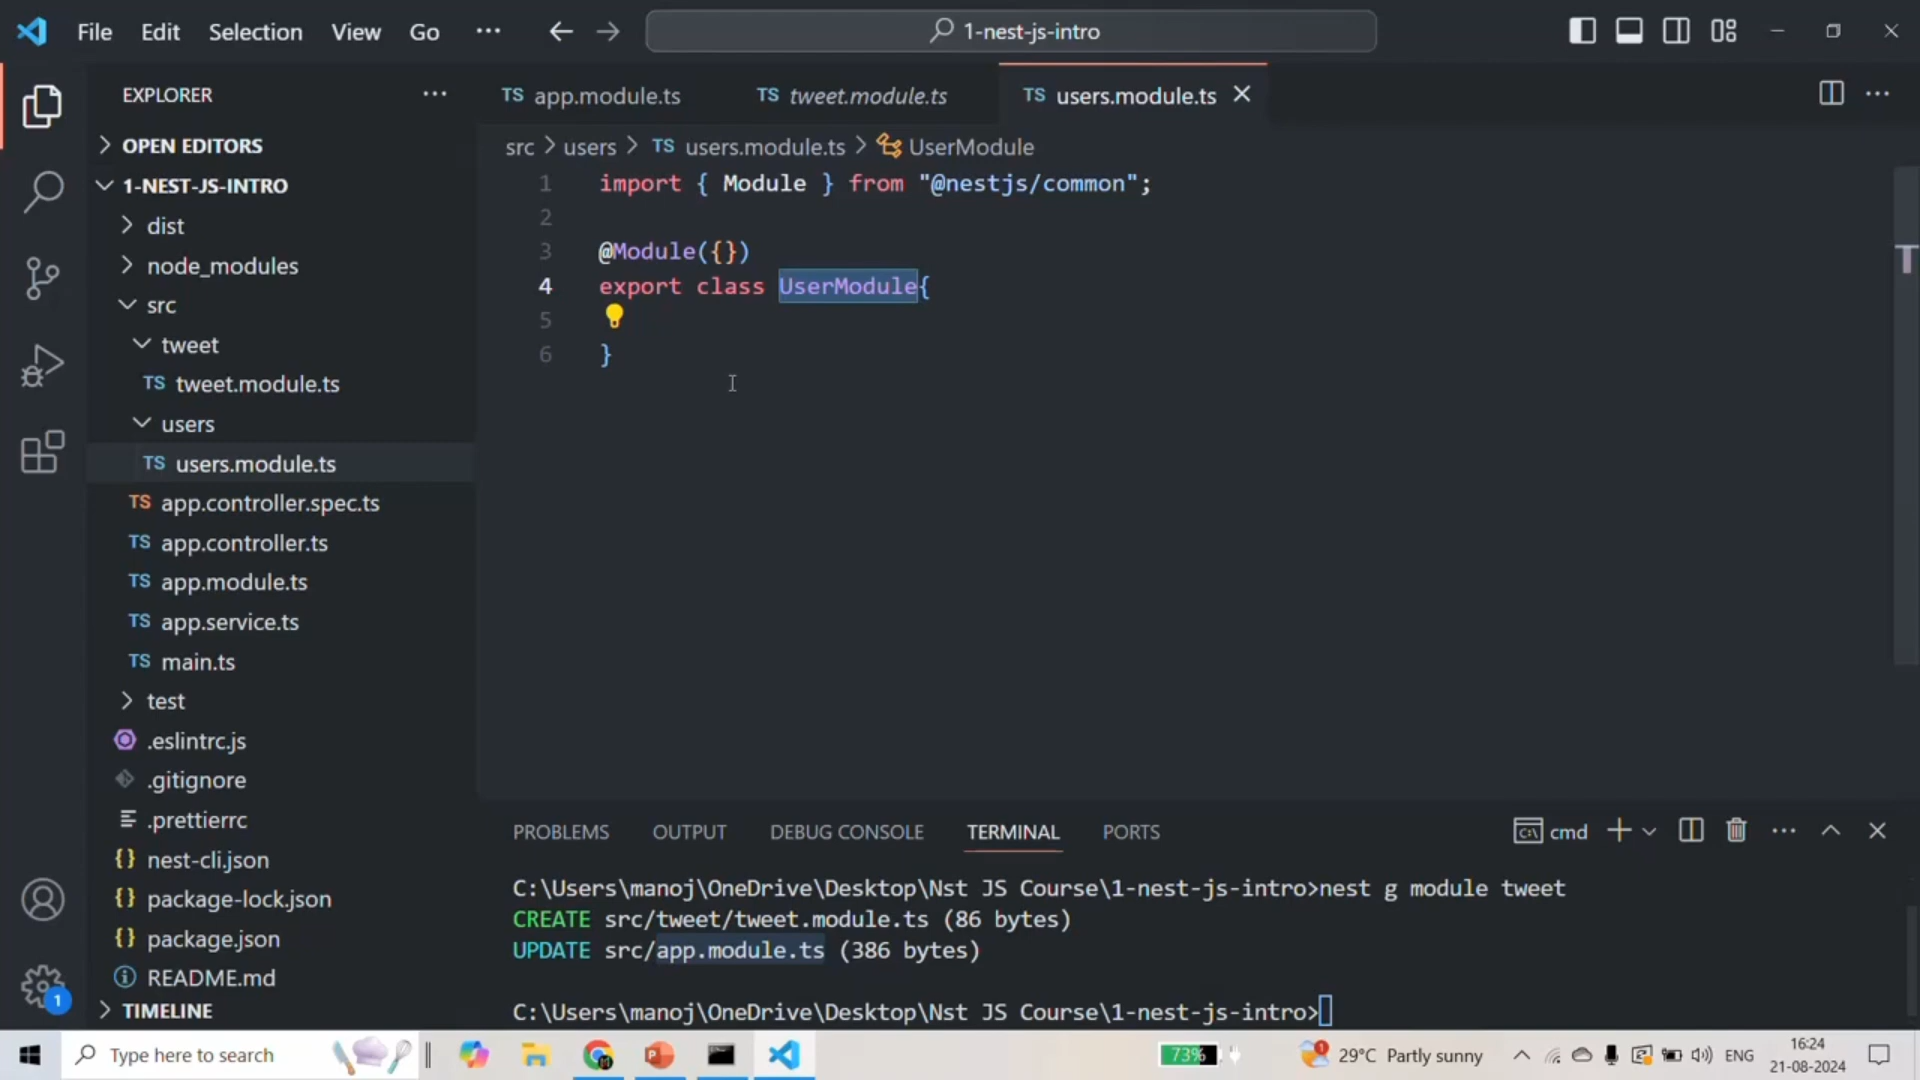 File Edit Selection View Go ··· 1-nest-js-intro
EXPLORER ···
OPEN EDITORS
1-NEST-JS-INTRO
dist
node_modules
src
tweet
TS tweet.module.ts
users
TS users.module.ts
TS app.controller.spec.ts
TS app.controller.ts
TS app.module.ts
TS app.service.ts
TS main.ts
test
.eslintrc.js
.gitignore
.prettierrc
{} nest-cli.json
{} package-lock.json
{} package.json
README.md
TIMELINE
1
TS app.module.ts TS tweet.module.ts TS users.module.ts
src > users > TS users.module.ts > UserModule
1 import { Module } from "@nestjs/common";
2
3 @Module({})
4 export class UserModule{
5
6 }
PROBLEMS OUTPUT DEBUG CONSOLE TERMINAL PORTS cmd
C:\Users\manoj\OneDrive\Desktop\Nst JS Course\1-nest-js-intro>nest g module tweet
CREATE src/tweet/tweet.module.ts (86 bytes)
UPDATE src/app.module.ts (386 bytes)
C:\Users\manoj\OneDrive\Desktop\Nst JS Course\1-nest-js-intro>
Type here to search 73% 1 29°C Partly sunny ENG 16:24
21-08-2024